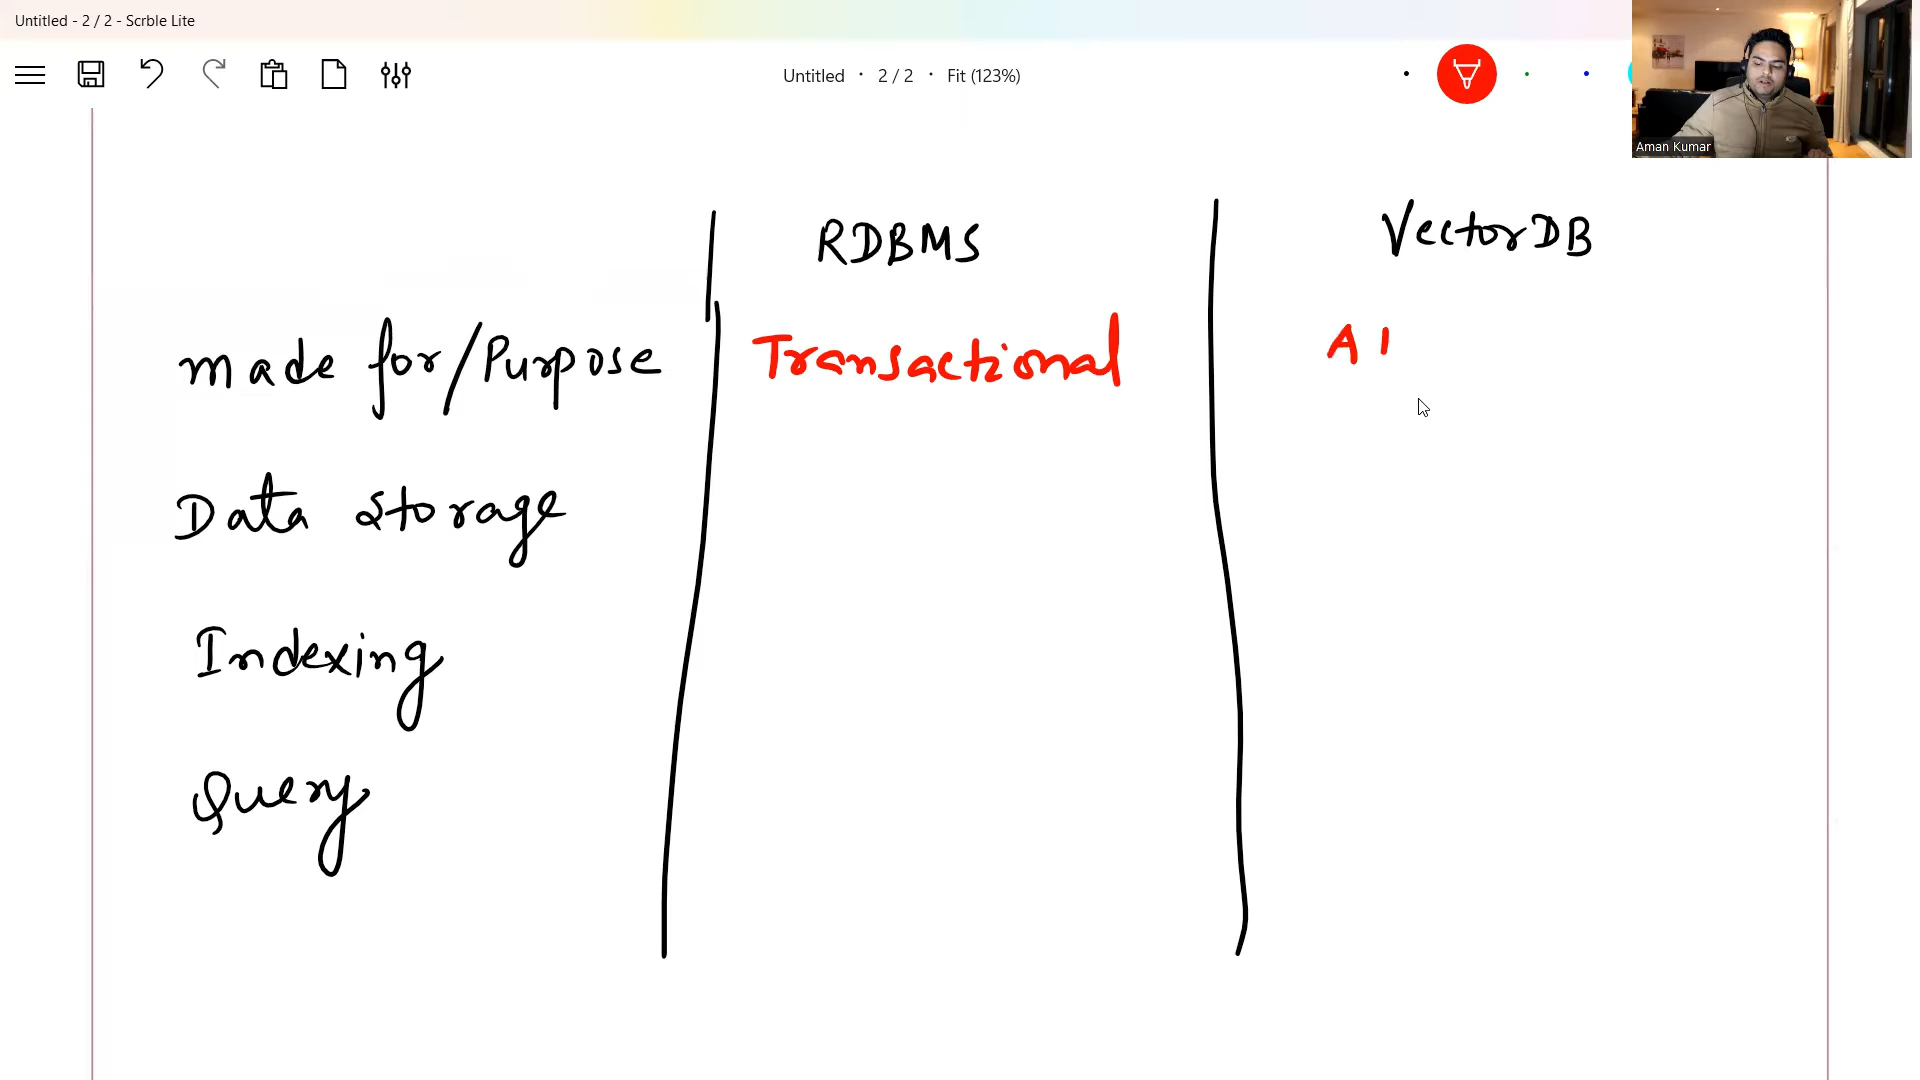 Untitled - 2 / 2 - Scrble Lite
Untitled • 2 / 2 • Fit (123%)
Aman Kumar
RDBMS VectorDB
made for/Purpose Transactional AI
Data storage
Indexing
Query